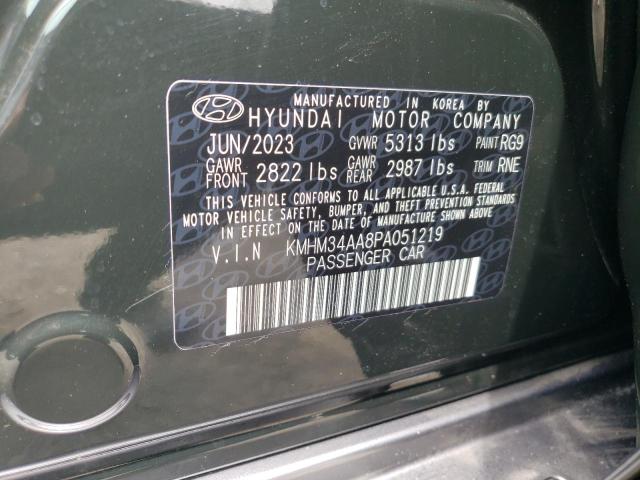 MANUFACTURED IN KOREA BY
HYUNDAI MOTOR COMPANY
JUN/2023 GVWR 5313 lbs PAINT RG9
GAWR FRONT 2822 lbs GAWR REAR 2987 lbs TRIM RNE
THIS VEHICLE CONFORMS TO ALL APPLICABLE U.S.A. FEDERAL
MOTOR VEHICLE SAFETY, BUMPER, AND THEFT PREVENTION STANDARDS
IN EFFECT ON THE DATE OF MANUFACTURE SHOWN ABOVE.
V.I.N KMHM34AA8PA051219
PASSENGER CAR